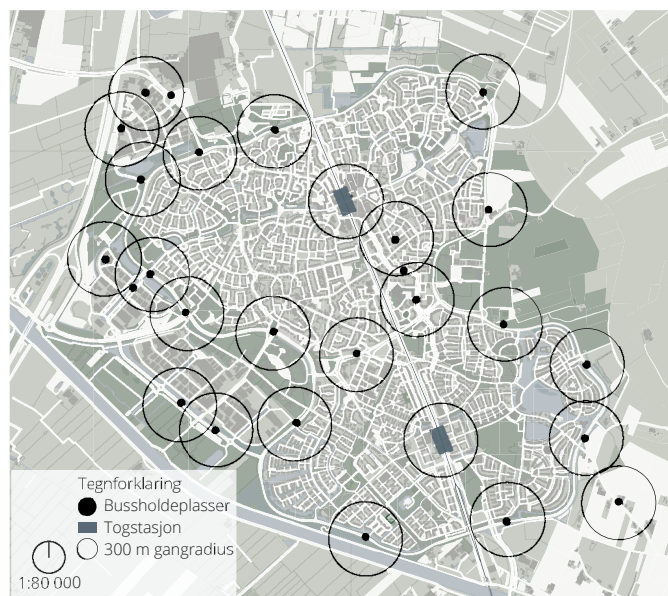 Tegnforklaring
Bussholdeplasser
Togstasjon
300 m gangradius
1:80 000